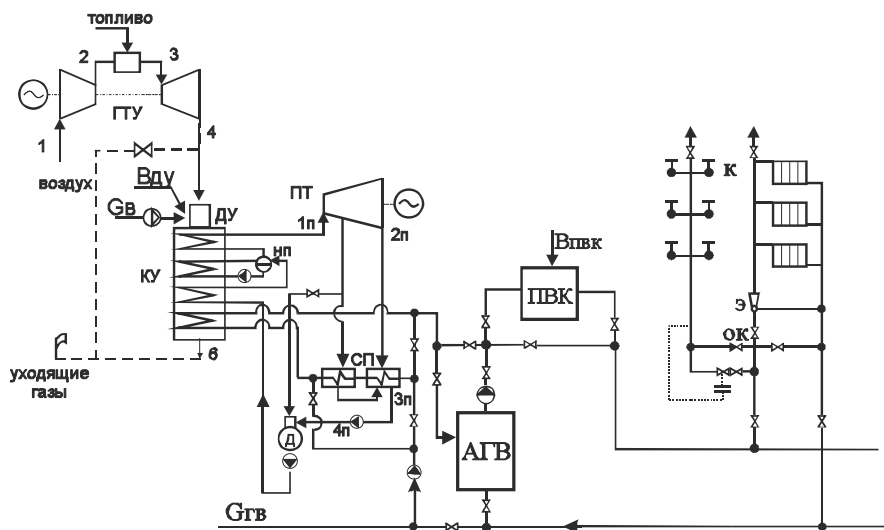 топливо
2
3
ГТУ
1
4
воздух
Вду
Gв
ДУ
ПТ
1п
2п
нп
КУ
6
уходящие
газы
СП
3п
4п
Д
Gгв
Впвк
ПВК
АГВ
К
Э
ОК